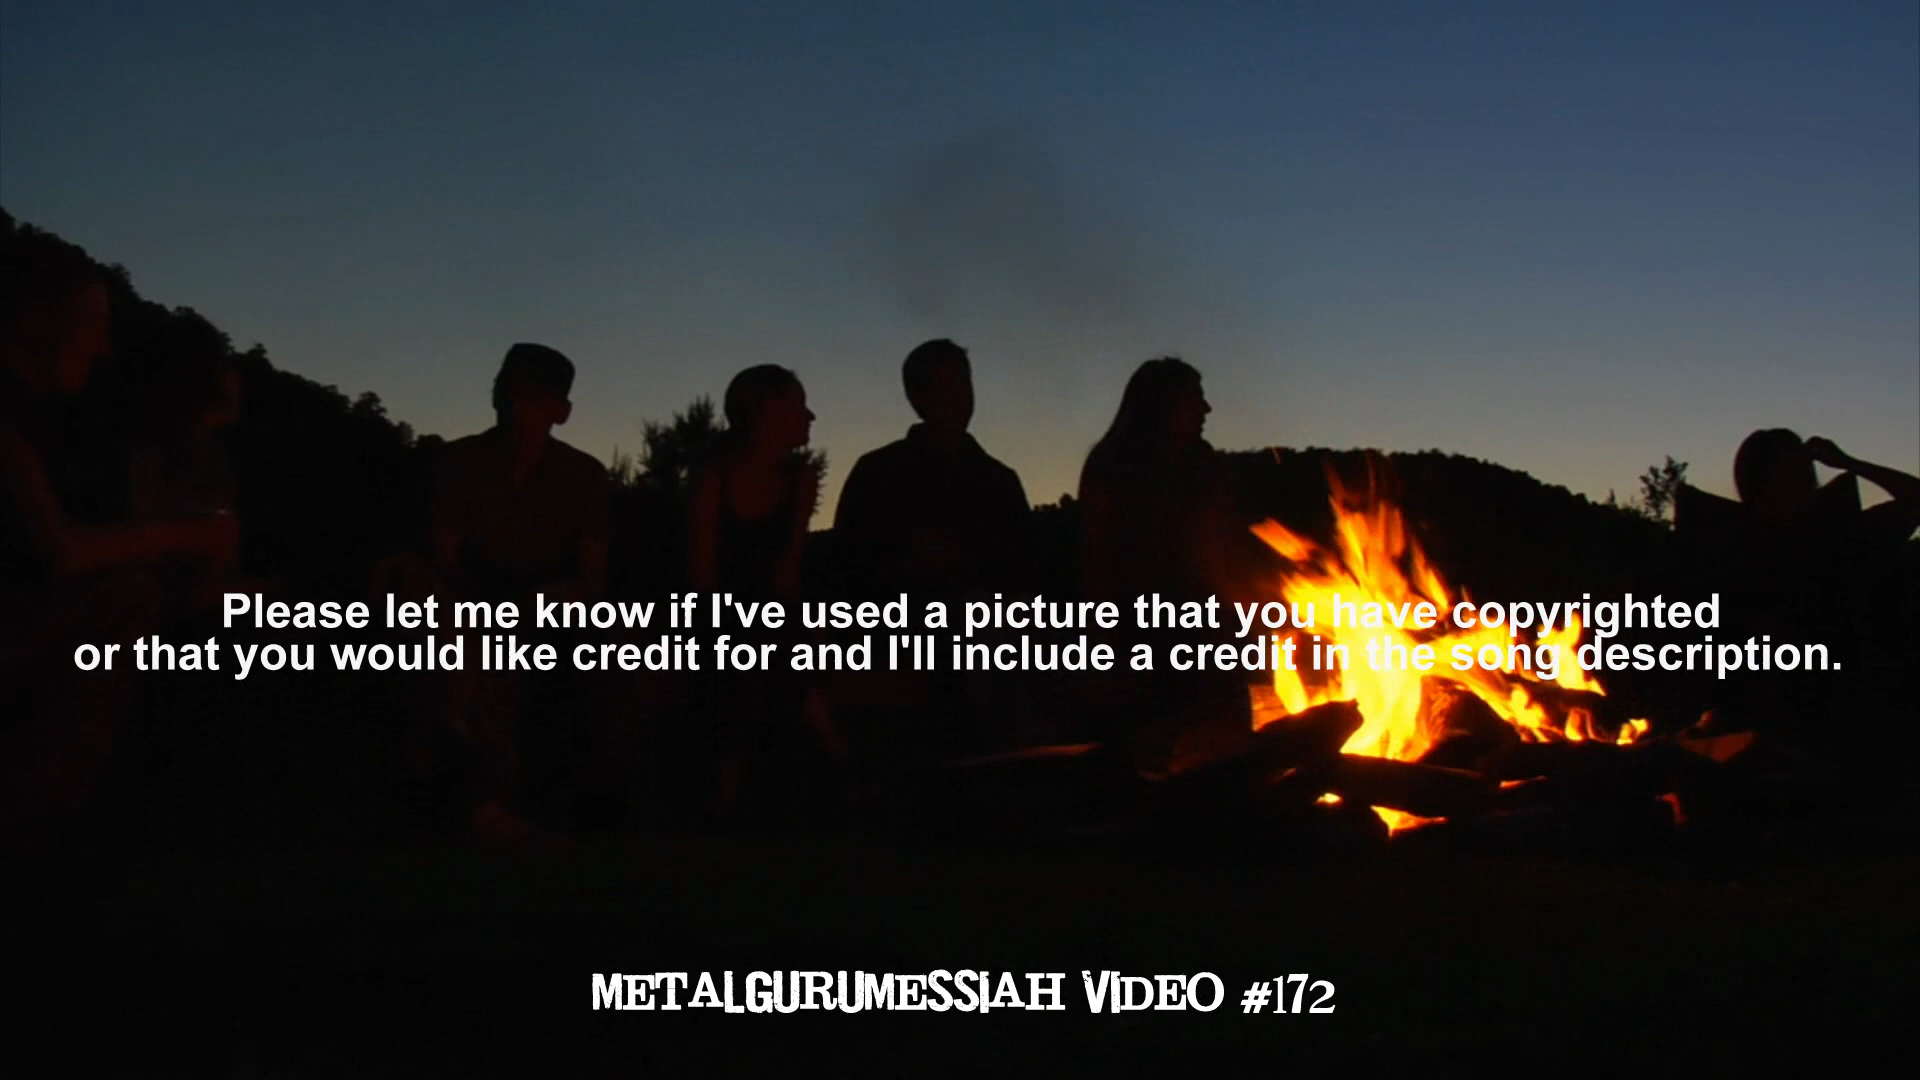 Please let me know if I've used a picture that you have copyrighted
or that you would like credit for and I'll include a credit in the song description.
METALGURUMESSIAH VIDEO #172